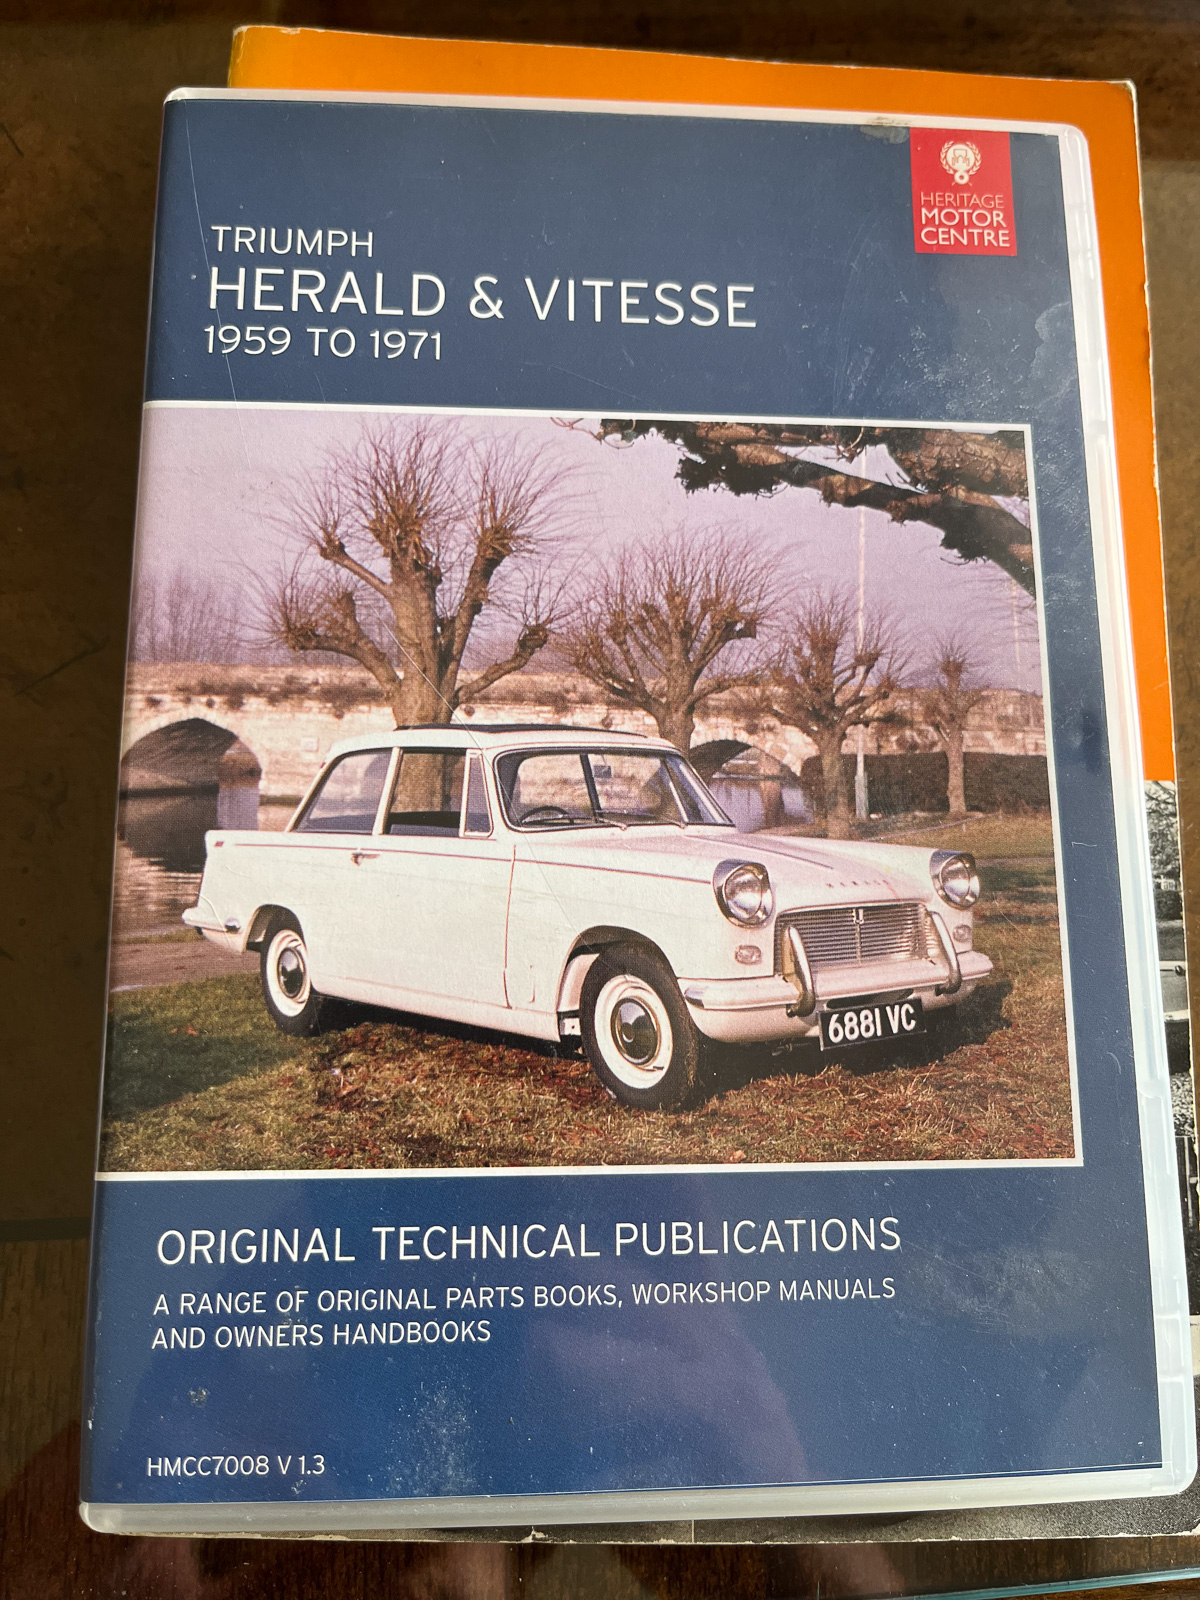 HERITAGE
MOTOR
CENTRE
TRIUMPH
HERALD & VITESSE
1959 TO 1971
6881 VC
ORIGINAL TECHNICAL PUBLICATIONS
A RANGE OF ORIGINAL PARTS BOOKS, WORKSHOP MANUALS
AND OWNERS HANDBOOKS
HMCC7008 V 1.3